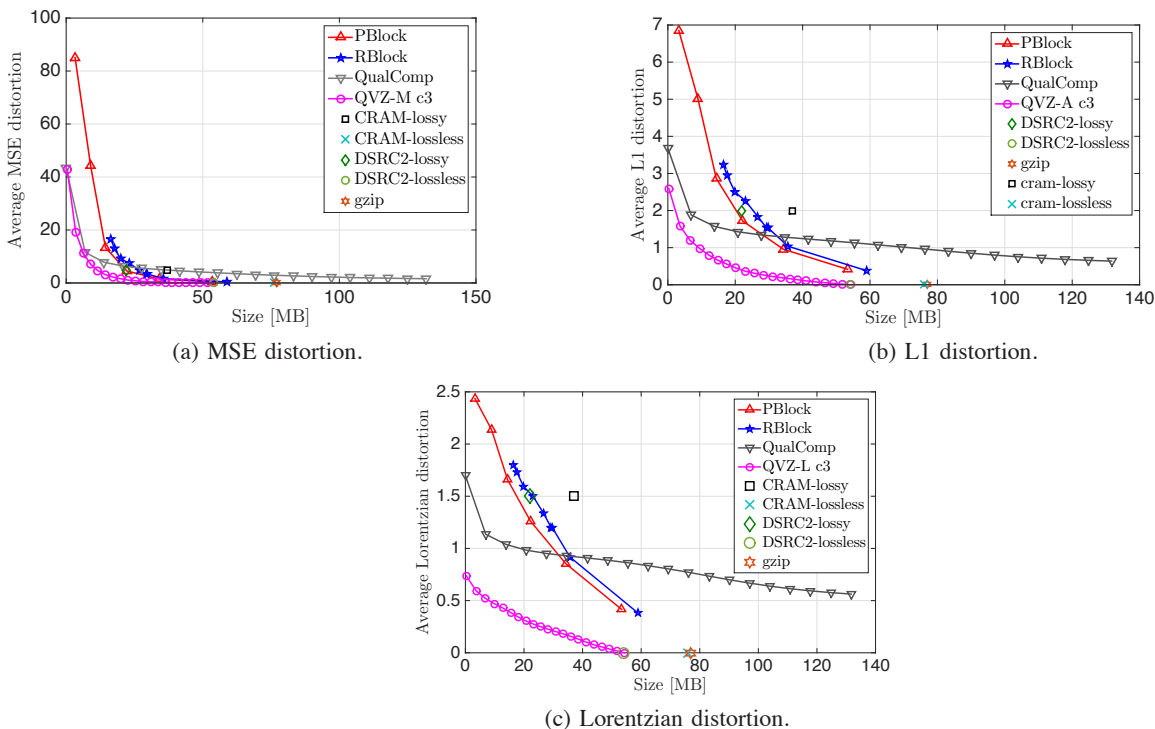 100
80
60
40
20
0
0
50
100
150
Average MSE distortion
Size [MB]
PBlock
RBlock
QualComp
QVZ-M c3
CRAM-lossy
CRAM-lossless
DSRC2-lossy
DSRC2-lossless
gzip
(a) MSE distortion.
7
6
5
4
3
2
1
0
0
20
40
60
80
100
120
140
Average L1 distortion
Size [MB]
PBlock
RBlock
QualComp
QVZ-A c3
DSRC2-lossy
DSRC2-lossless
gzip
cram-lossy
cram-lossless
(b) L1 distortion.
2.5
2
1.5
1
0.5
0
0
20
40
60
80
100
120
140
Average Lorentzian distortion
Size [MB]
PBlock
RBlock
QualComp
QVZ-L c3
CRAM-lossy
CRAM-lossless
DSRC2-lossy
DSRC2-lossless
gzip
(c) Lorentzian distortion.